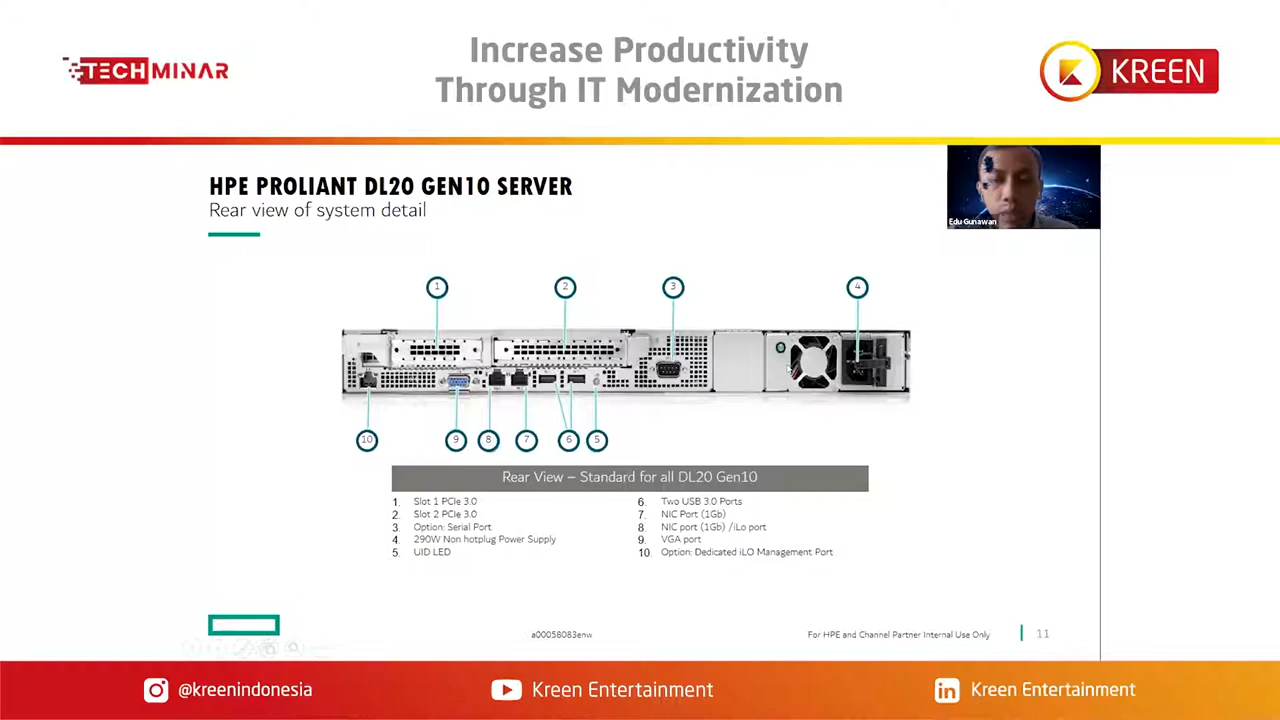 TECHMINAR
Increase Productivity
Through IT Modernization
KREEN
HPE PROLIANT DL20 GEN10 SERVER
Rear view of system detail
Edu Gunawan
1
2
3
4
10
9
8
7
6
5
Rear View – Standard for all DL20 Gen10
1. Slot 1 PCIe 3.0
2. Slot 2 PCIe 3.0
3. Option: Serial Port
4. 290W Non hotplug Power Supply
5. UID LED
6. Two USB 3.0 Ports
7. NIC Port (1Gb)
8. NIC port (1Gb) /iLo port
9. VGA port
10. Option: Dedicated iLO Management Port
a00058083enw
For HPE and Channel Partner Internal Use Only
11
@kreenindonesia
Kreen Entertainment
Kreen Entertainment